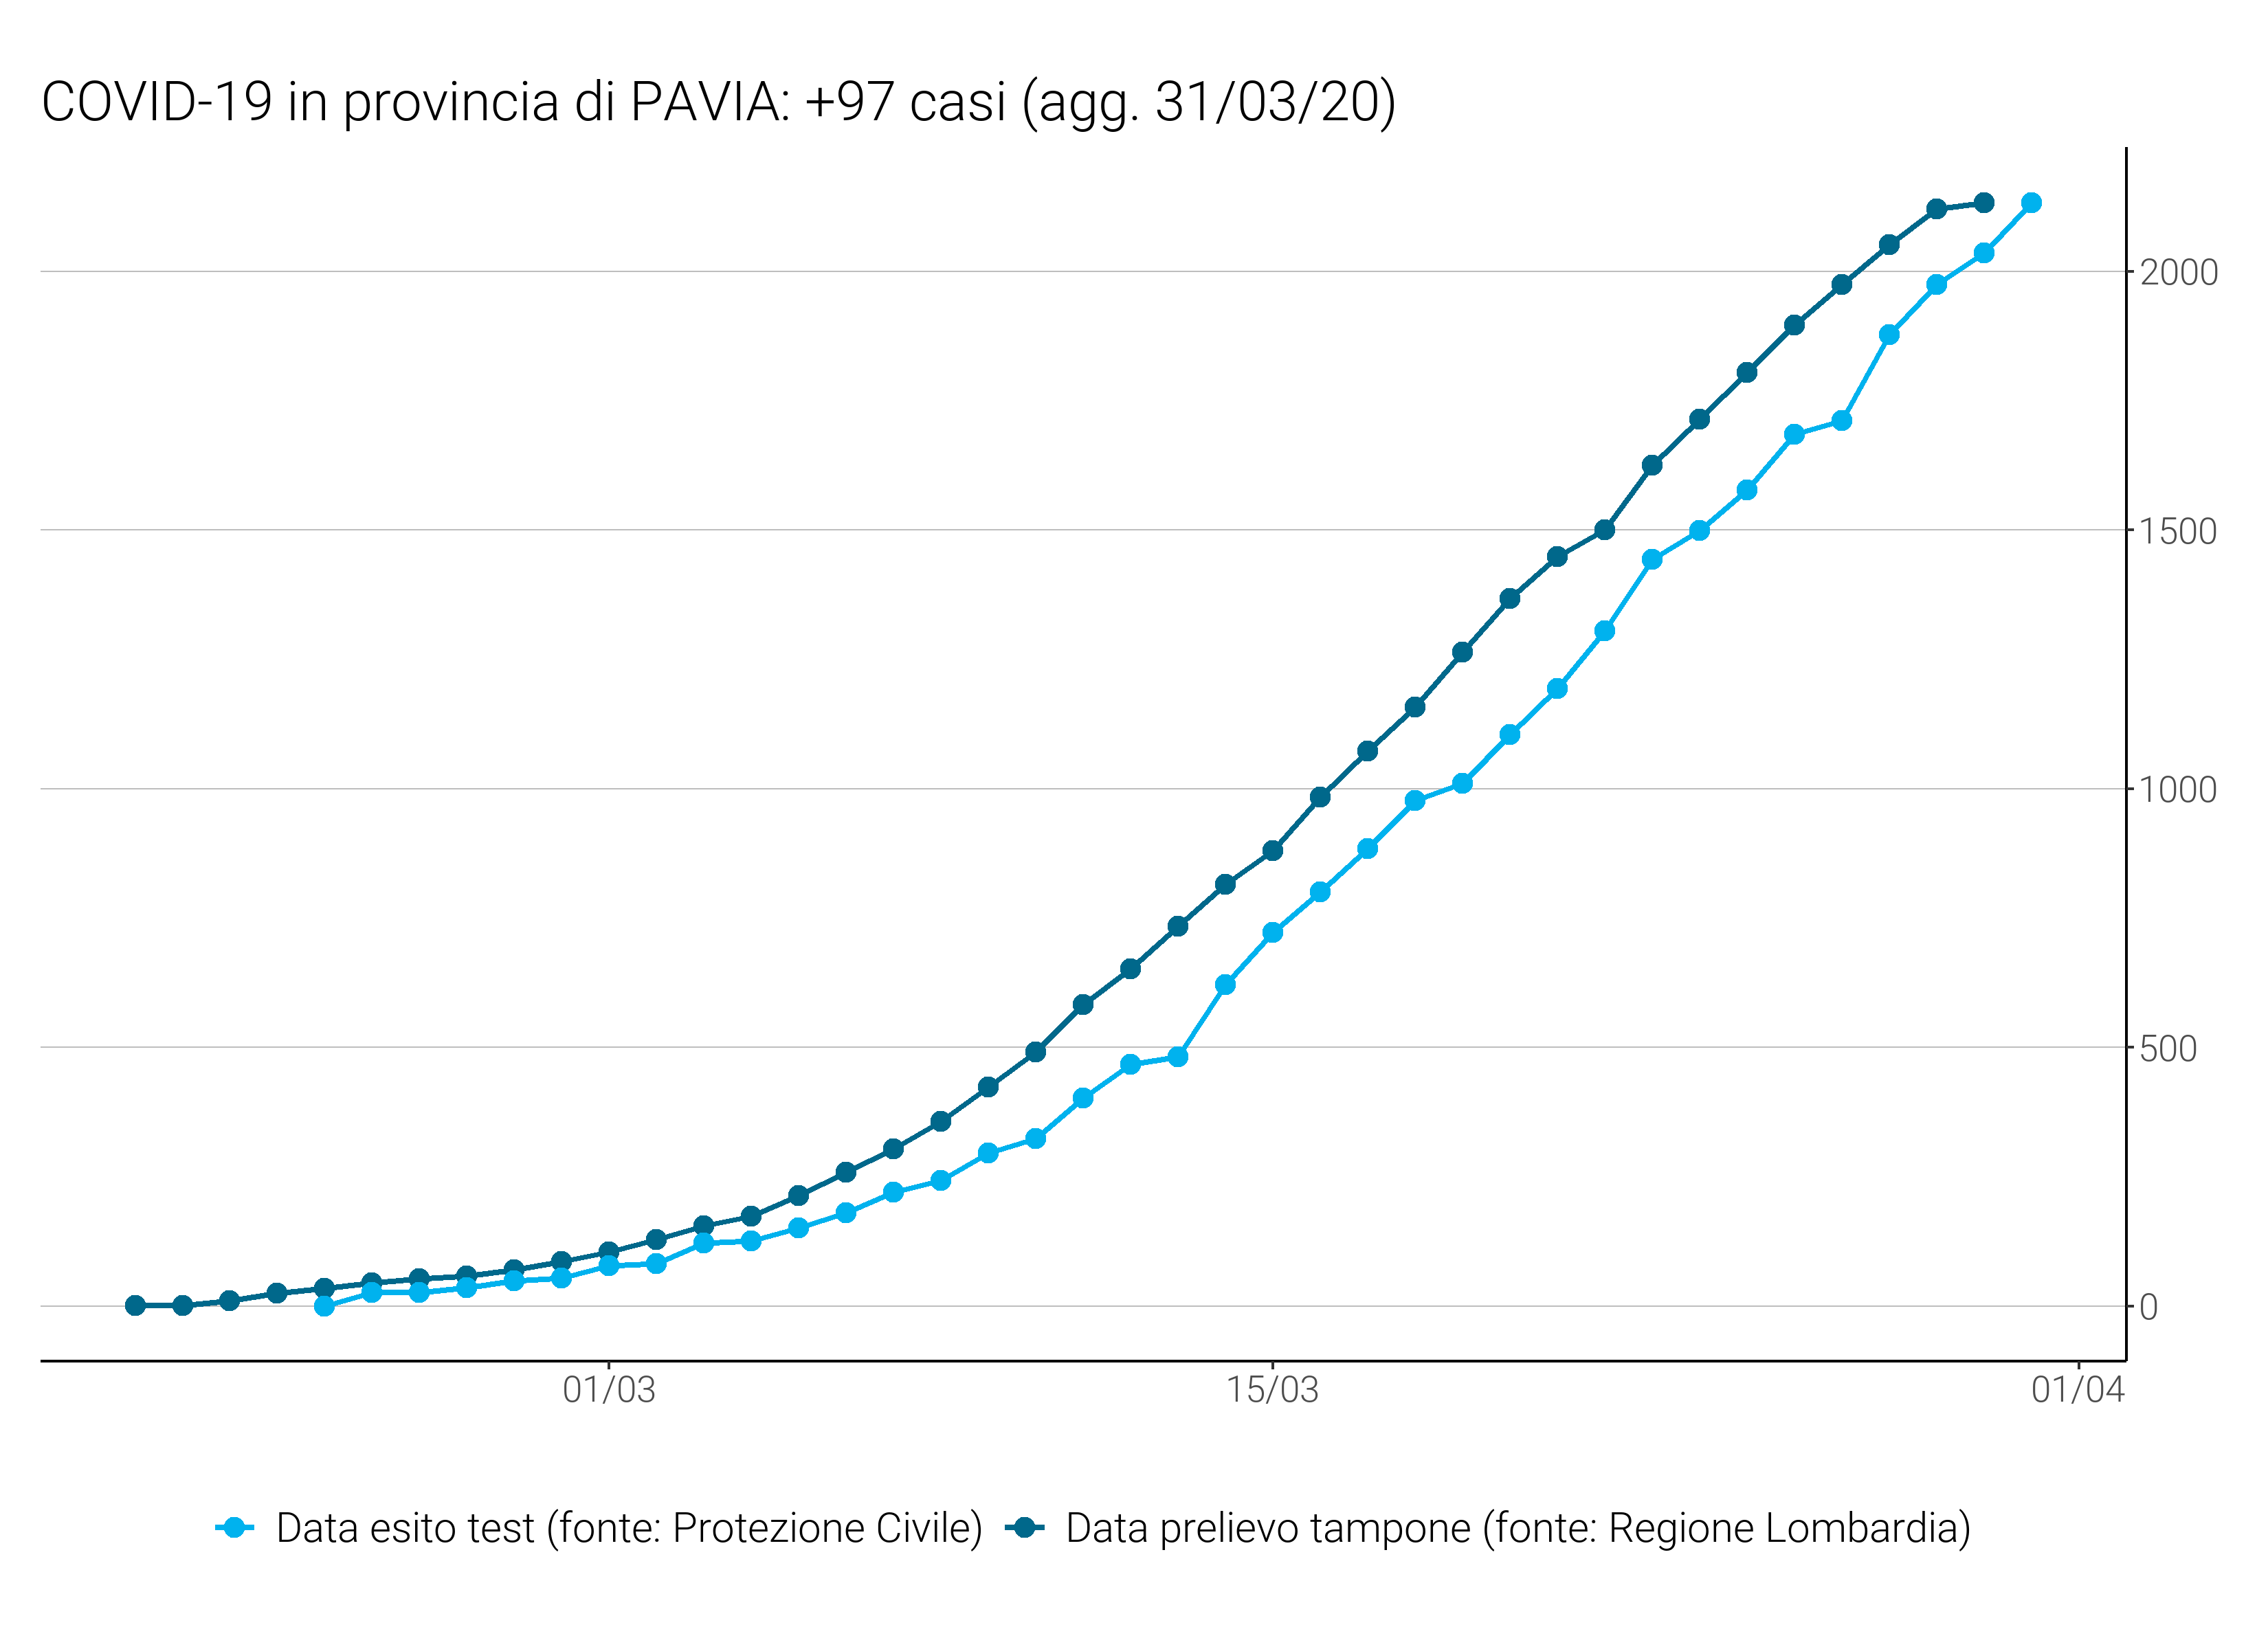 COVID-19 in provincia di PAVIA: +97 casi (agg. 31/03/20)
2000
1500
1000
500
0
01/03 15/03 01/04
Data esito test (fonte: Protezione Civile) Data prelievo tampone (fonte: Regione Lombardia)